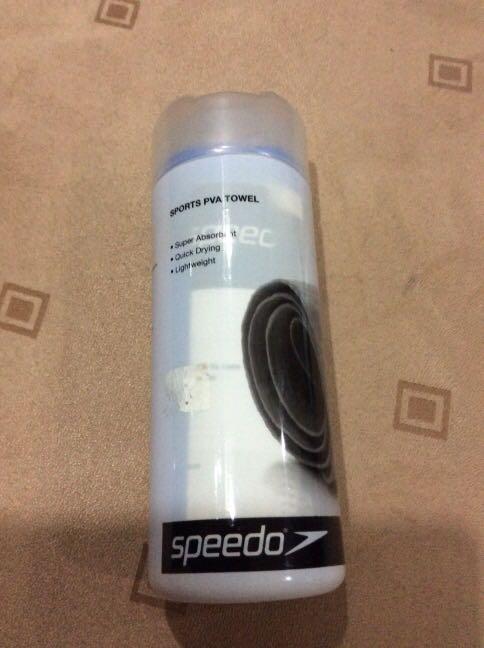 SPORTS PVA TOWEL
• Super Absorbent
• Quick Drying
• Lightweight
speedo